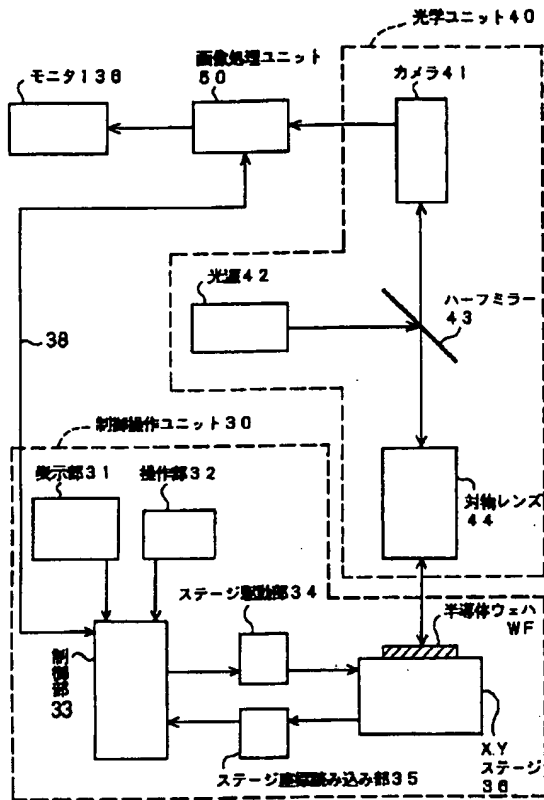 光学ユニット40
画像処理ユニット
50
モニタ136
カメラ41
光源42
ハーフミラー
43
38
制御操作ユニット30
表示部31
操作部32
対物レンズ
44
ステージ駆動部34
半導体ウェハ
WF
制御部
33
ステージ座標読み込み部35
X.Y
ステージ
36